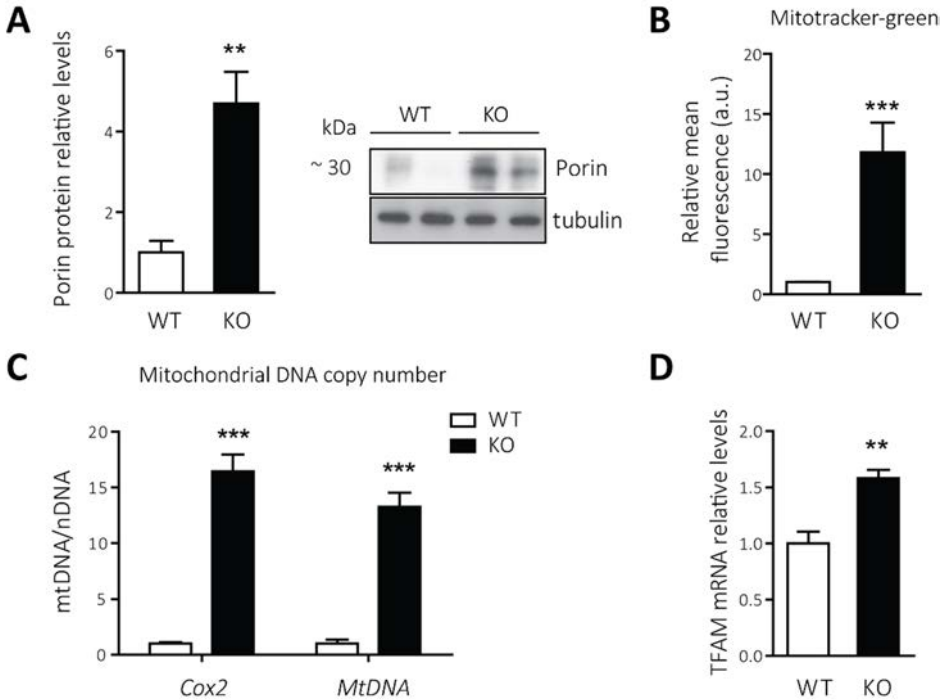 A
Porin protein relative levels
6
4
2
0
**
WT
KO
kDa
WT
KO
~ 30
Porin
tubulin
B
Mitotracker-green
Relative mean
fluorescence (a.u.)
20
15
10
5
0
***
WT
KO
C
Mitochondrial DNA copy number
WT
KO
mtDNA/nDNA
20
15
10
5
0
***
***
Cox2
MtDNA
D
TFAM mRNA relative levels
2.0
1.5
1.0
0.5
0.0
**
WT
KO